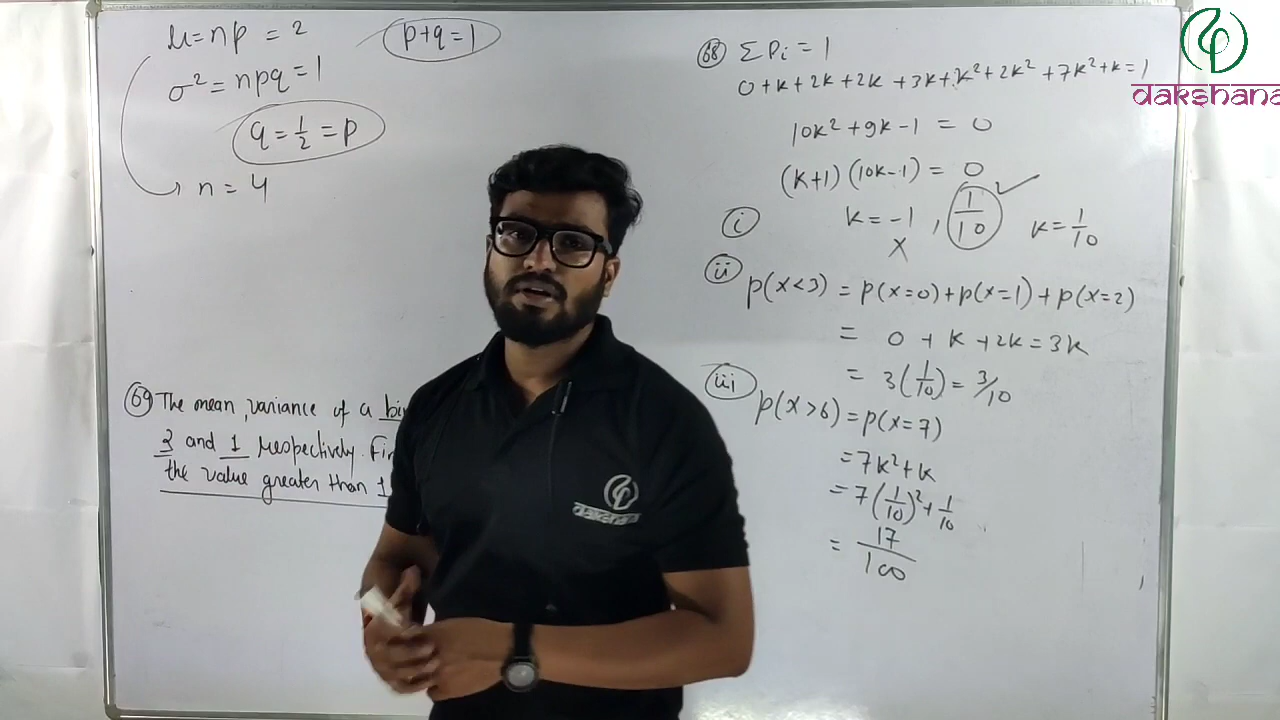 μ = np = 2
p+q=1
σ² = npq = 1
q = 1/2 = p
→ n = 4
69 The mean, variance of a
3 and 1 respectively.
the value greater than 1
68 Σ Pi = 1
0+k+2k+2k+3k+k²+2k²+7k²+k=1
10k²+9k-1 = 0
(k+1) (10k-1) = 0
i k = -1 , 1/10 ✓ k = 1/10
X
ii p(x<3) = p(x=0)+p(x=1)+p(x=2)
= 0 + k + 2k = 3k
= 3(1/10) = 3/10
iii p(x>6) = p(x=7)
= 7k²+k
= 7(1/10)²+1/10
= 17/100
dakshana
dakshana